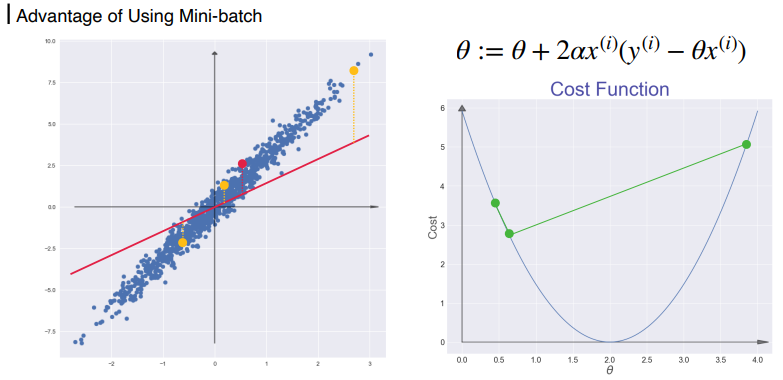 Advantage of Using Mini-batch
θ := θ + 2αx⁽ⁱ⁾(y⁽ⁱ⁾ − θx⁽ⁱ⁾)
Cost Function
10.0
7.5
5.0
2.5
0.0
−2.5
−5.0
−7.5
−2 −1 0 1 2 3
6
5
4
3
2
1
0
Cost
0.0 0.5 1.0 1.5 2.0 2.5 3.0 3.5 4.0
θ